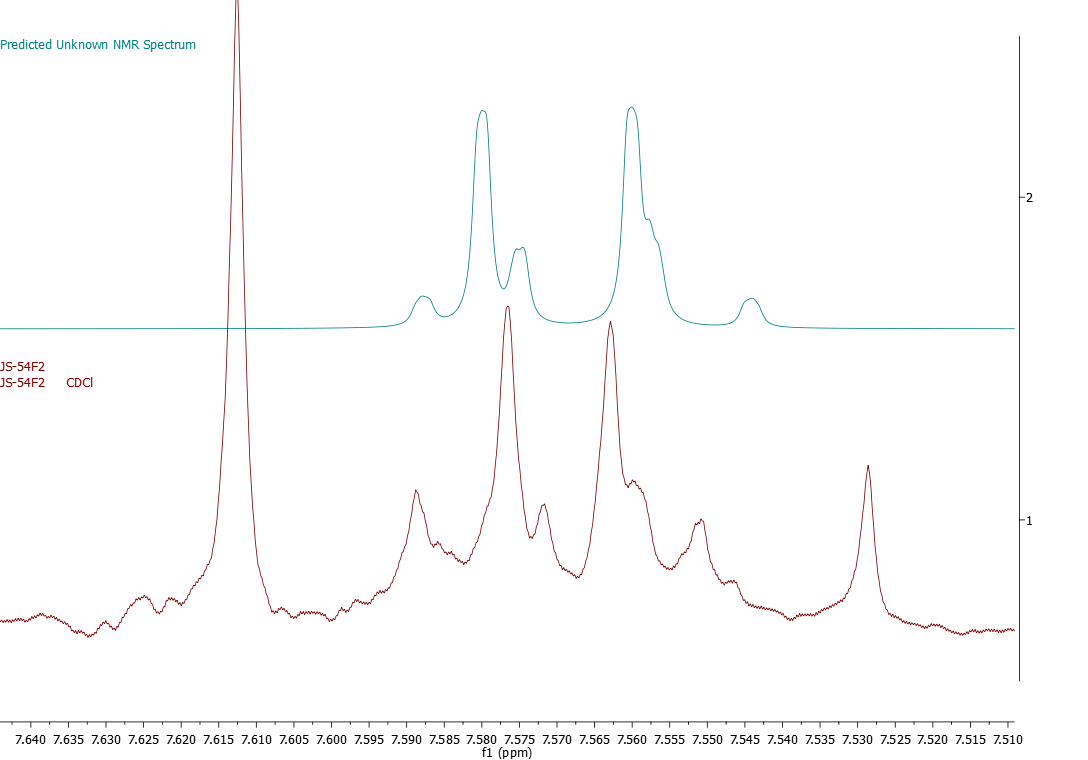 Predicted Unknown NMR Spectrum
2
JS-54F2
JS-54F2 CDCl
1
7.640 7.635 7.630 7.625 7.620 7.615 7.610 7.605 7.600 7.595 7.590 7.585 7.580 7.575 7.570 7.565 7.560 7.555 7.550 7.545 7.540 7.535 7.530 7.525 7.520 7.515 7.510
f1 (ppm)